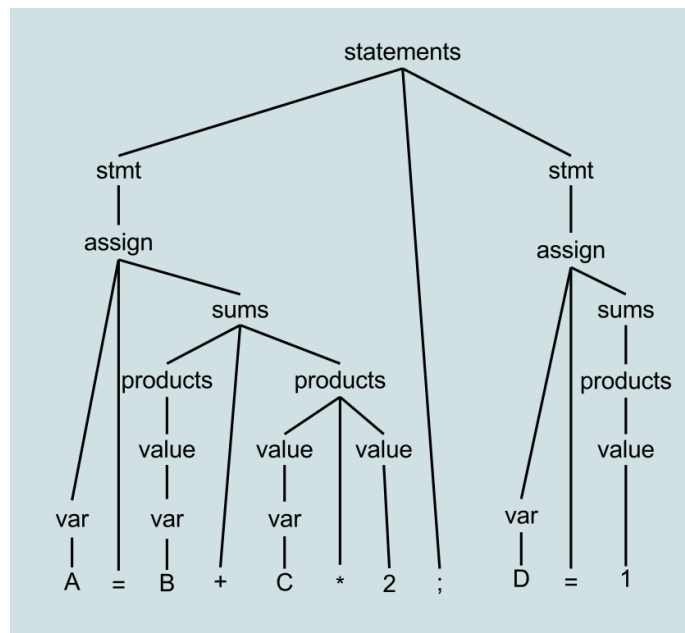 statements
stmt stmt
assign assign
sums sums
products products products
value value value value
var var var var
A = B + C * 2 ; D = 1